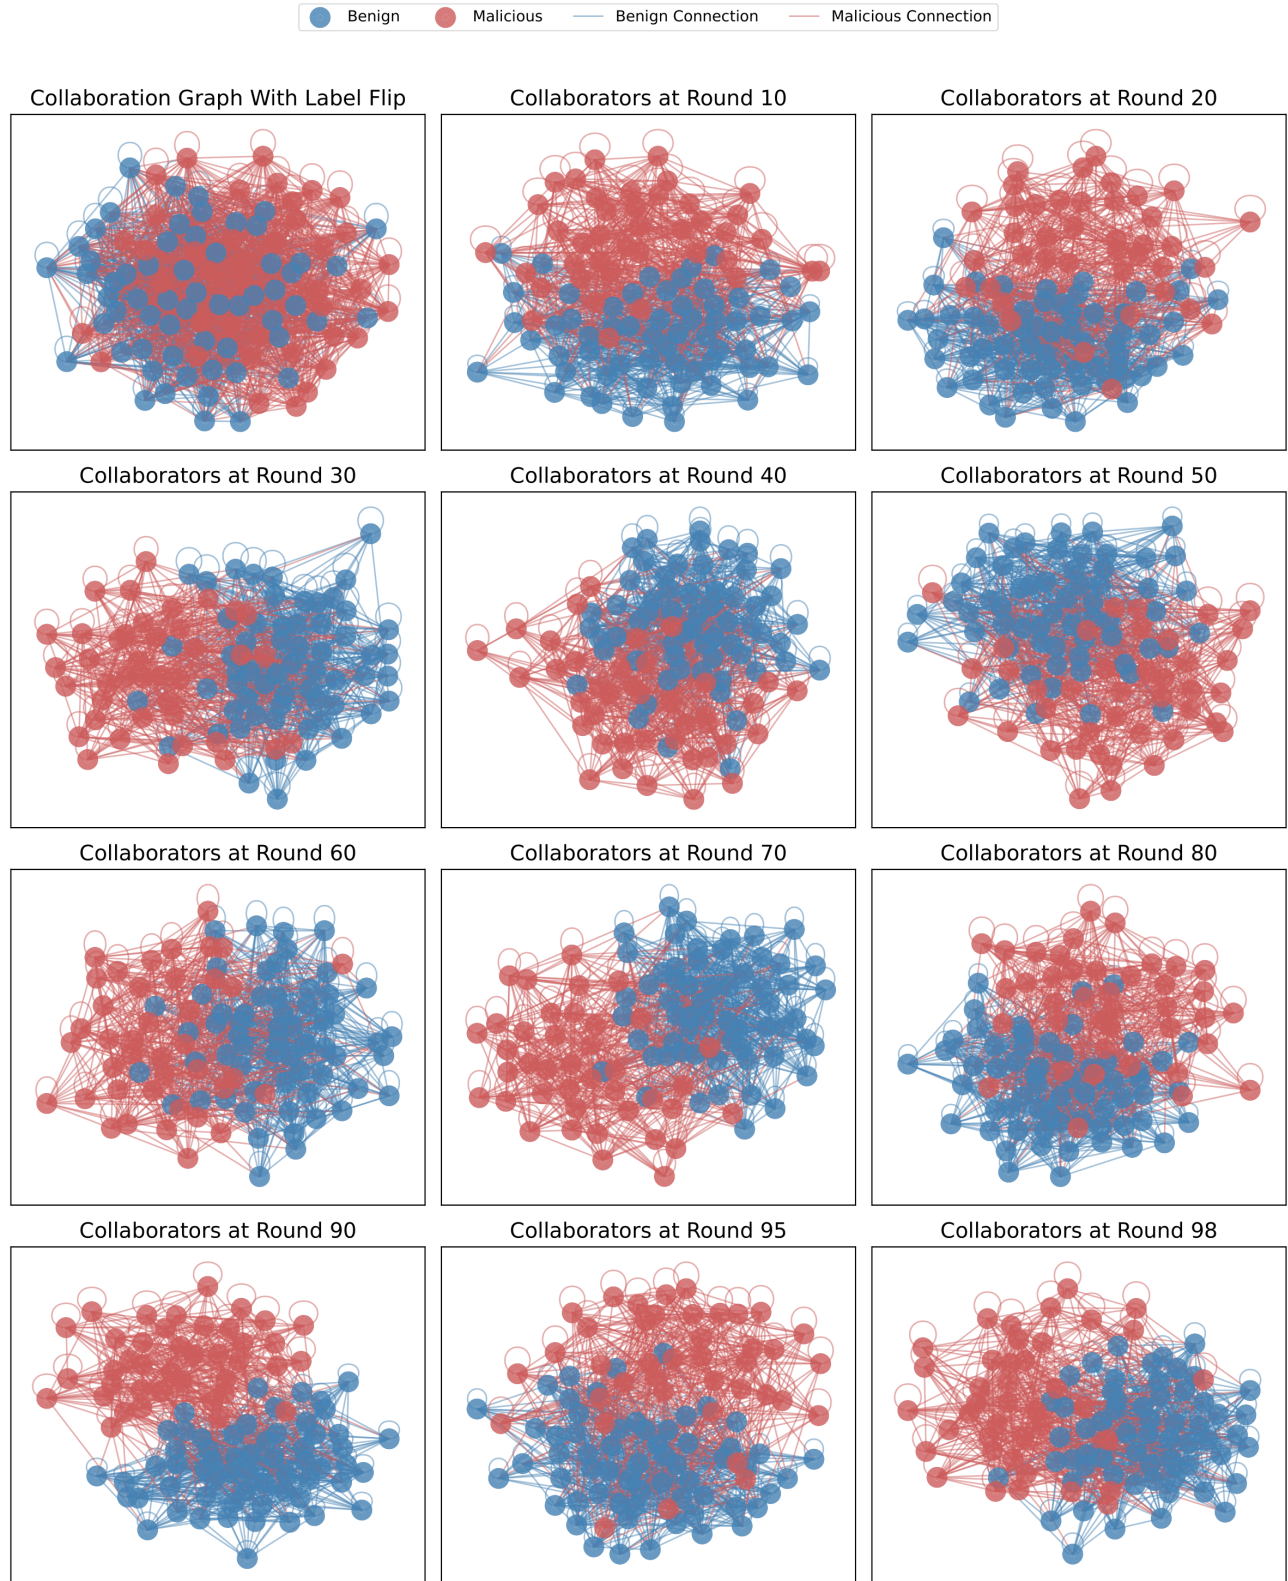 Benign Malicious Benign Connection Malicious Connection
Collaboration Graph With Label Flip
Collaborators at Round 10
Collaborators at Round 20
Collaborators at Round 30
Collaborators at Round 40
Collaborators at Round 50
Collaborators at Round 60
Collaborators at Round 70
Collaborators at Round 80
Collaborators at Round 90
Collaborators at Round 95
Collaborators at Round 98